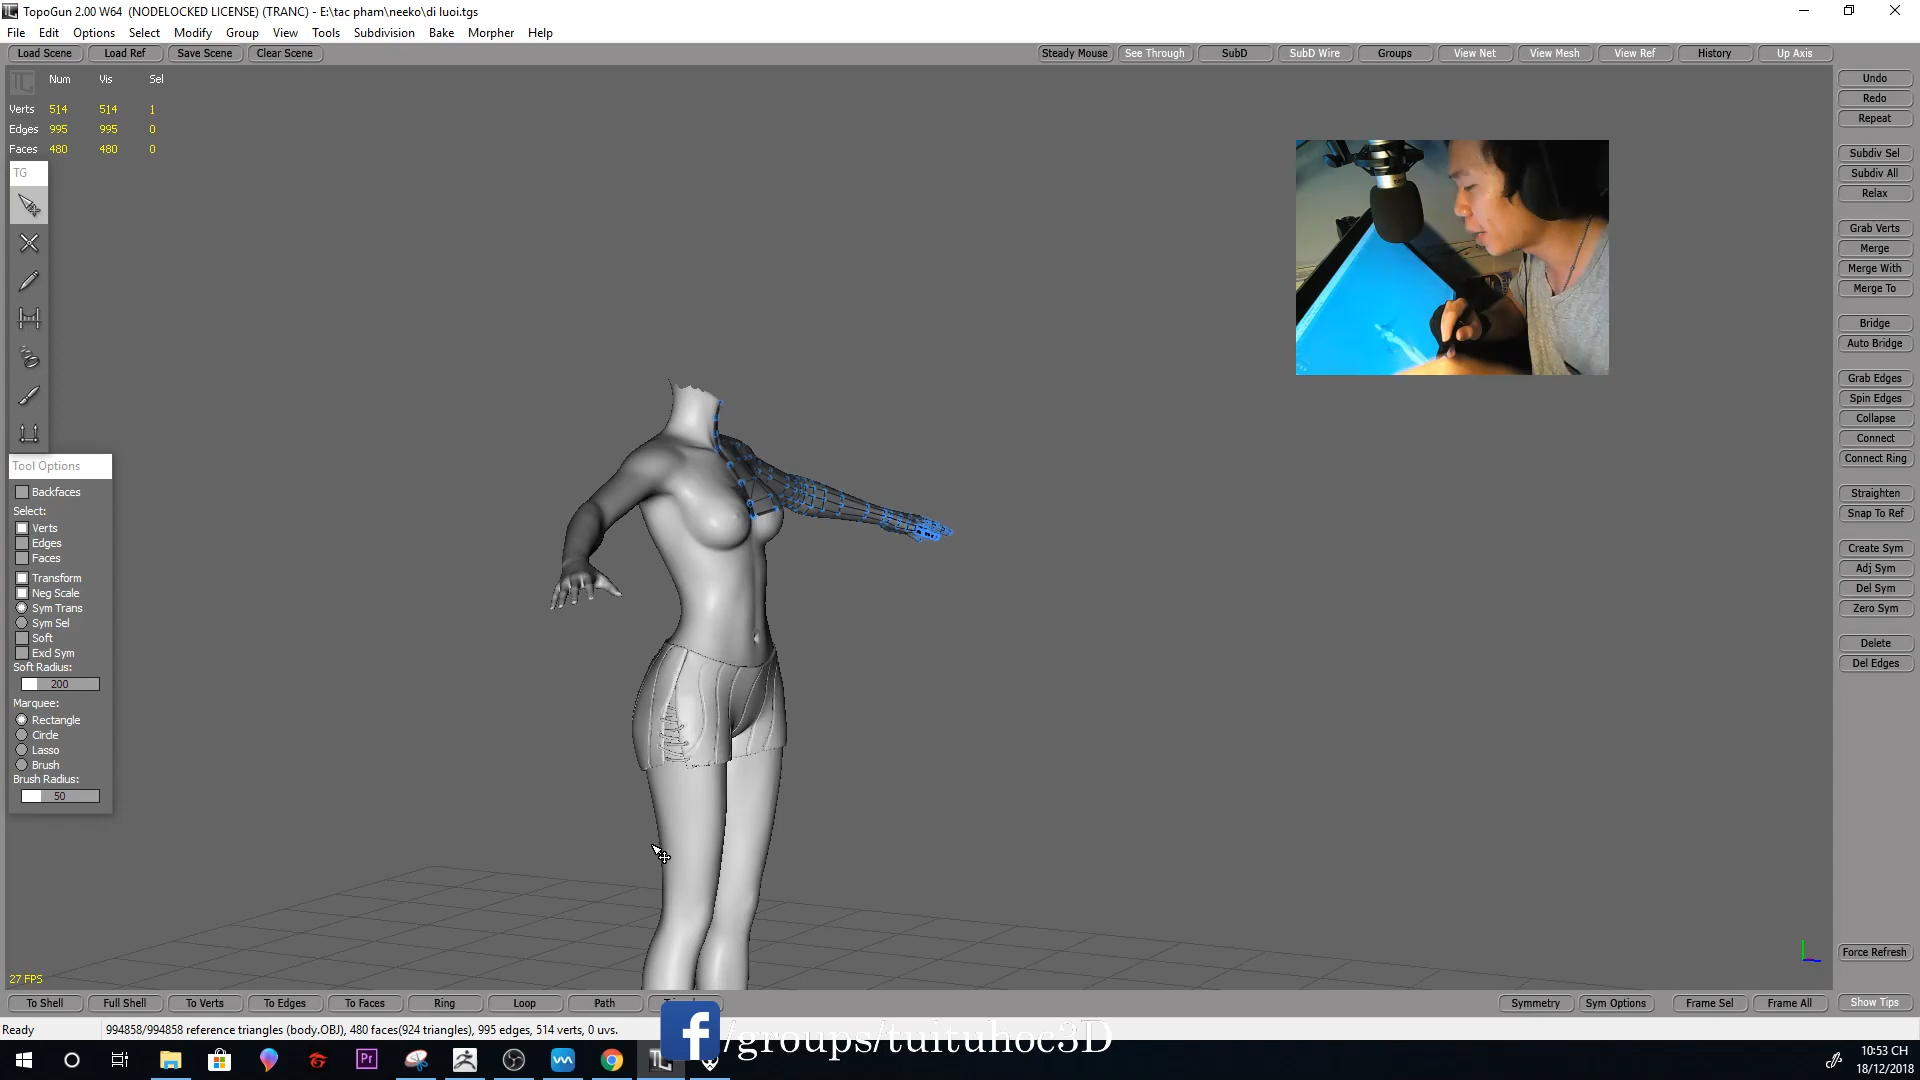 TopoGun 2.00 W64 (NODELOCKED LICENSE) (TRANC) - E:\tac pham\neeko\di luoi.tgs
File Edit Options Select Modify Group View Tools Subdivision Bake Morpher Help
Load Scene Load Ref Save Scene Clear Scene Steady Mouse See Through SubD SubD Wire Groups View Net View Mesh View Ref History Up Axis
Num Vis Sel
Verts 514 514 1
Edges 995 995 0
Faces 480 480 0
TG
Tool Options
Backfaces
Select:
Verts
Edges
Faces
Transform
Neg Scale
Sym Trans
Sym Sel
Soft
Excl Sym
Soft Radius:
200
Marquee:
Rectangle
Circle
Lasso
Brush
Brush Radius:
50
27 FPS
Undo
Redo
Repeat
Subdiv Sel
Subdiv All
Relax
Grab Verts
Merge
Merge With
Merge To
Bridge
Auto Bridge
Grab Edges
Spin Edges
Collapse
Connect
Connect Ring
Straighten
Snap To Ref
Create Sym
Adj Sym
Del Sym
Zero Sym
Delete
Del Edges
Force Refresh
Show Tips
To Shell Full Shell To Verts To Edges To Faces Ring Loop Path Symmetry Sym Options Frame Sel Frame All
Ready 994858/994858 reference triangles (body.OBJ), 480 faces(924 triangles), 995 edges, 514 verts, 0 uvs.
/groups/tuituhoc3D
10:53 CH
18/12/2018